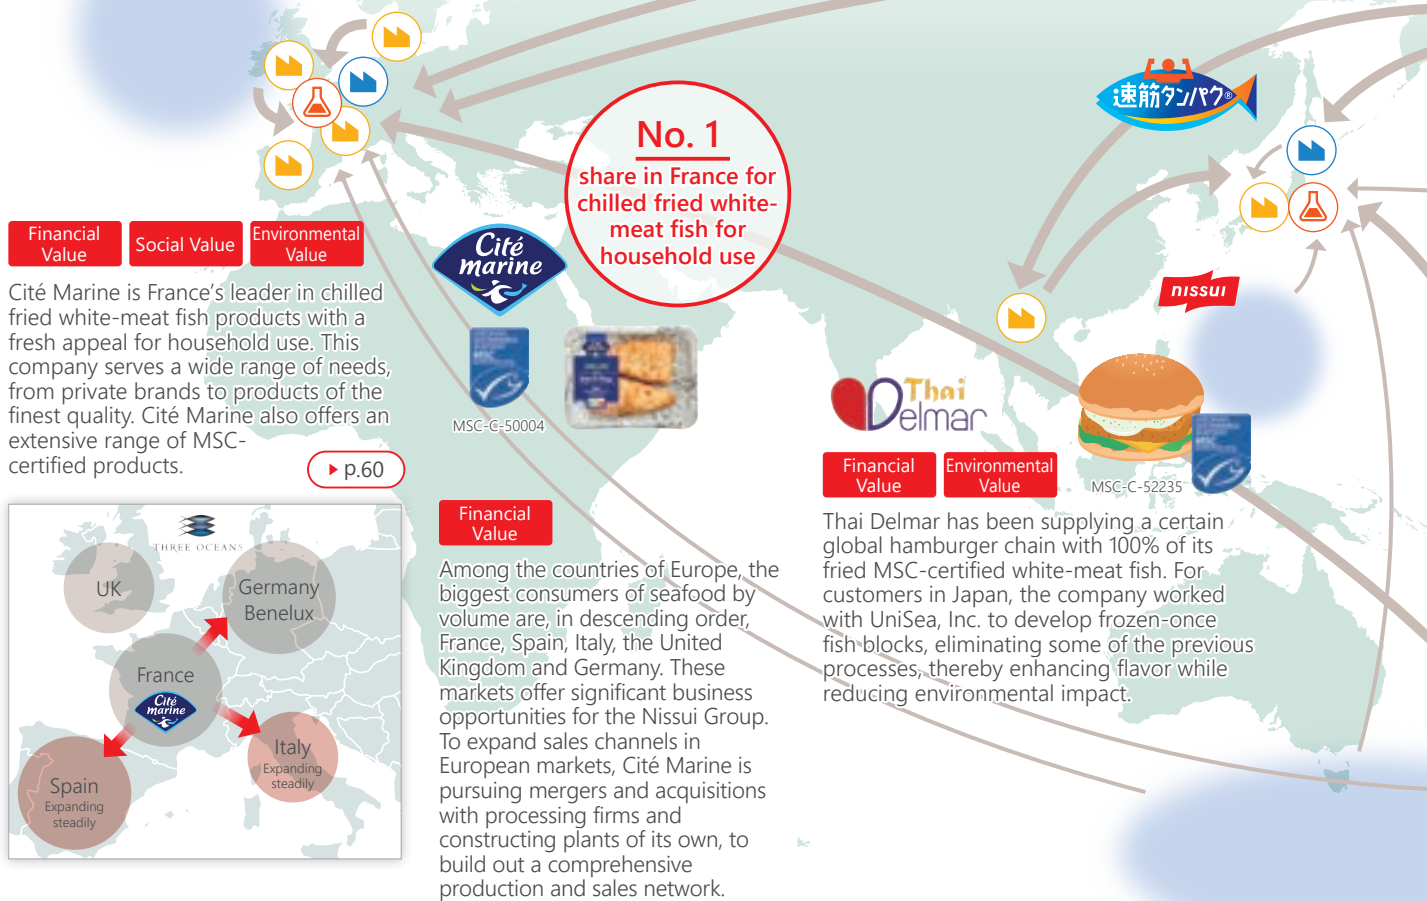 速筋タンパク®
No. 1
share in France for
chilled fried white-
meat fish for
household use
Financial
Value
Social Value
Environmental
Value
Cité Marine is France's leader in chilled
fried white-meat fish products with a
fresh appeal for household use. This
company serves a wide range of needs,
from private brands to products of the
finest quality. Cité Marine also offers an
extensive range of MSC-
certified products.
p.60
Cité
marine
MSC-C-50004
THREE OCEANS
UK
Germany
Benelux
France
Cité
marine
Spain
Expanding
steadily
Italy
Expanding
steadily
Financial
Value
Among the countries of Europe, the
biggest consumers of seafood by
volume are, in descending order,
France, Spain, Italy, the United
Kingdom and Germany. These
markets offer significant business
opportunities for the Nissui Group.
To expand sales channels in
European markets, Cité Marine is
pursuing mergers and acquisitions
with processing firms and
constructing plants of its own, to
build out a comprehensive
production and sales network.
nissui
Thai
Delmar
Financial
Value
Environmental
Value
MSC-C-52235
Thai Delmar has been supplying a certain
global hamburger chain with 100% of its
fried MSC-certified white-meat fish. For
customers in Japan, the company worked
with UniSea, Inc. to develop frozen-once
fish blocks, eliminating some of the previous
processes, thereby enhancing flavor while
reducing environmental impact.